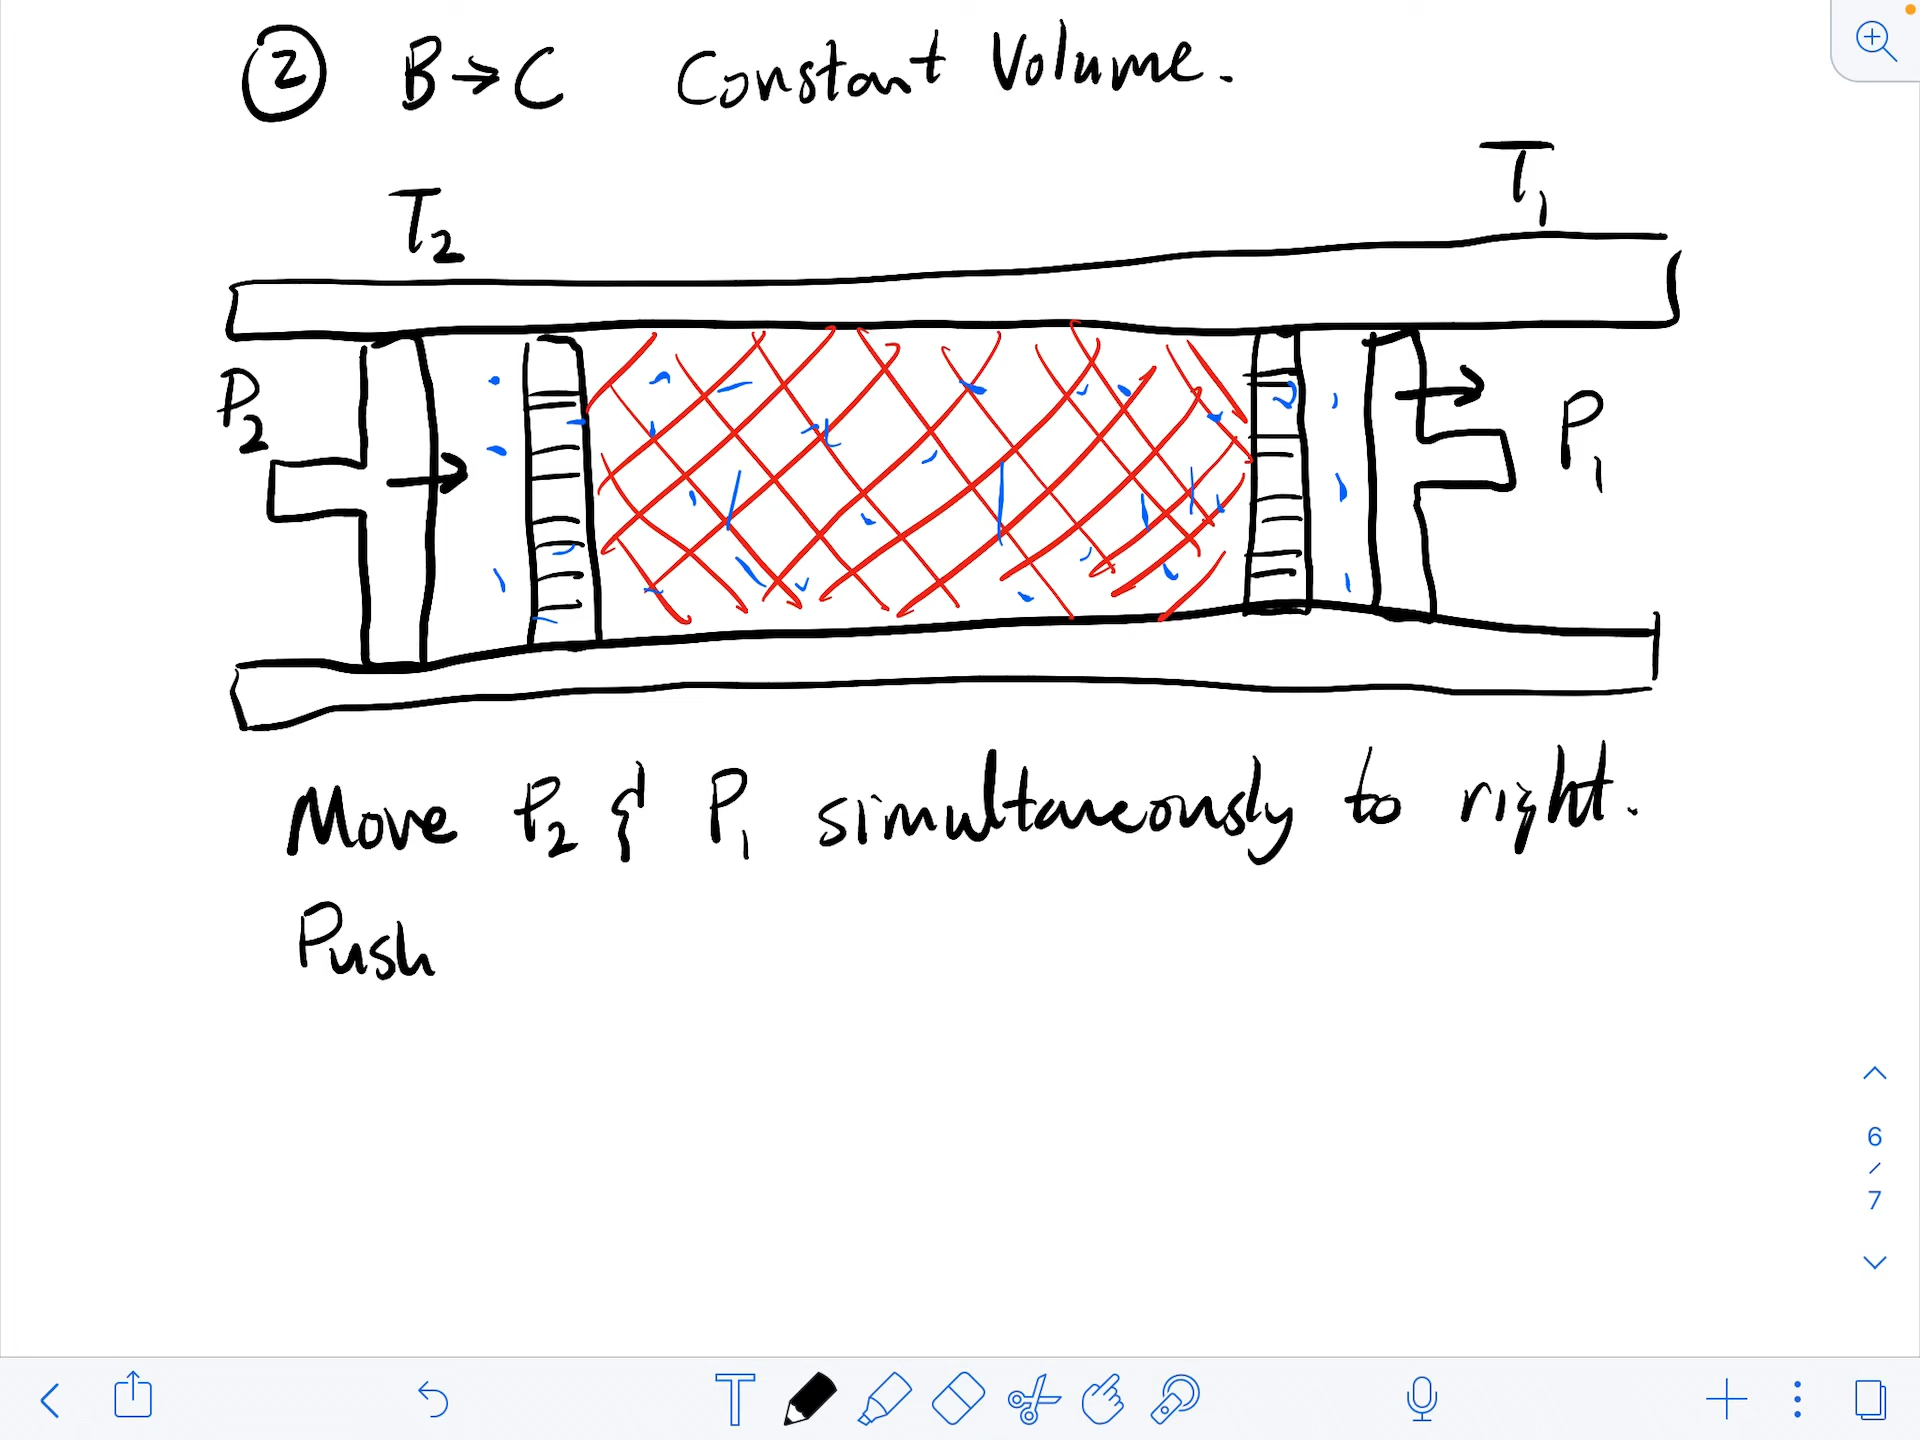 ② B→C Constant Volume.
T₁
T₂
P₂
P₁
Move P₂ & P₁ simultaneously to right.
Push
6
/
7
T